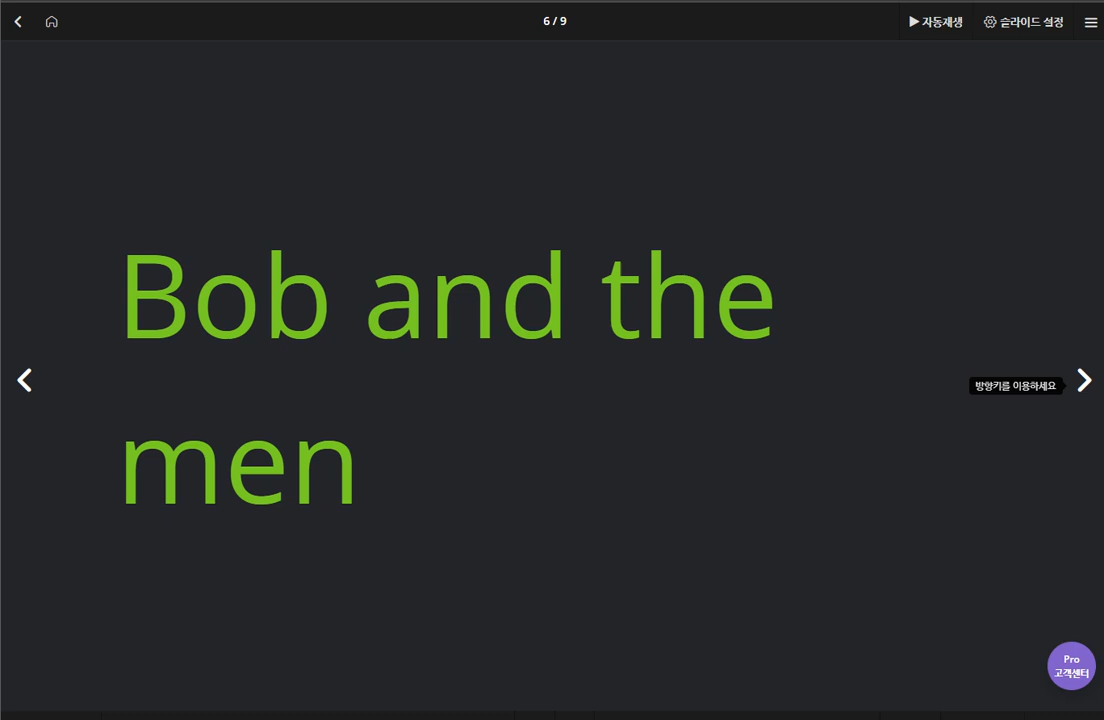 6 / 9
▶ 자동재생
슬라이드 설정
Bob and the
men
방향키를 이용하세요
Pro
고객센터